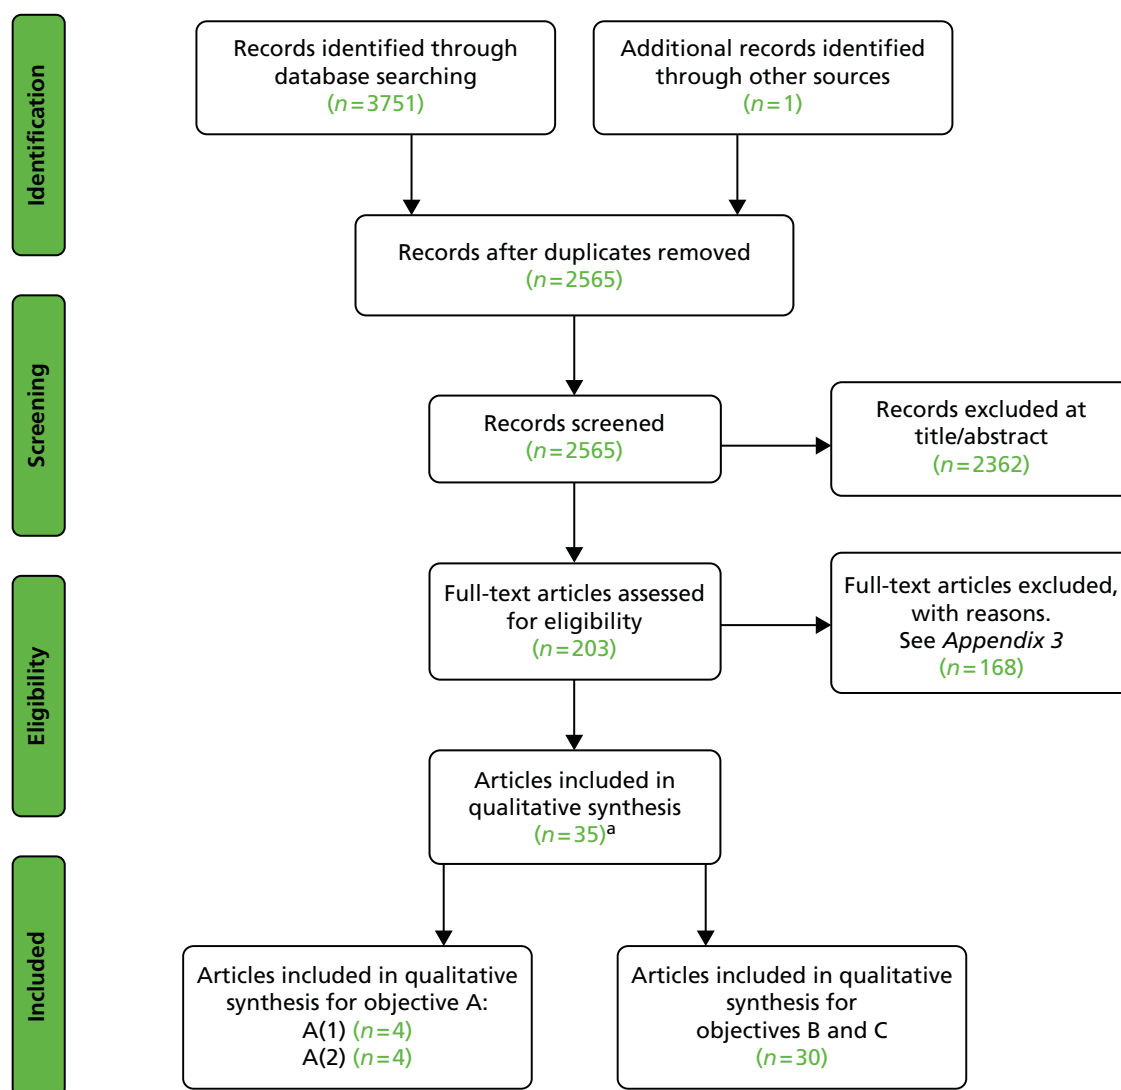 Identification
Records identified through
database searching
(n=3751)
Additional records identified
through other sources
(n=1)
Records after duplicates removed
(n=2565)
Screening
Records screened
(n=2565)
Records excluded at
title/abstract
(n=2362)
Eligibility
Full-text articles assessed
for eligibility
(n=203)
Full-text articles excluded,
with reasons.
See Appendix 3
(n=168)
Articles included in
qualitative synthesis
(n=35)a
Included
Articles included in qualitative
synthesis for objective A:
A(1) (n=4)
A(2) (n=4)
Articles included in qualitative
synthesis for
objectives B and C
(n=30)